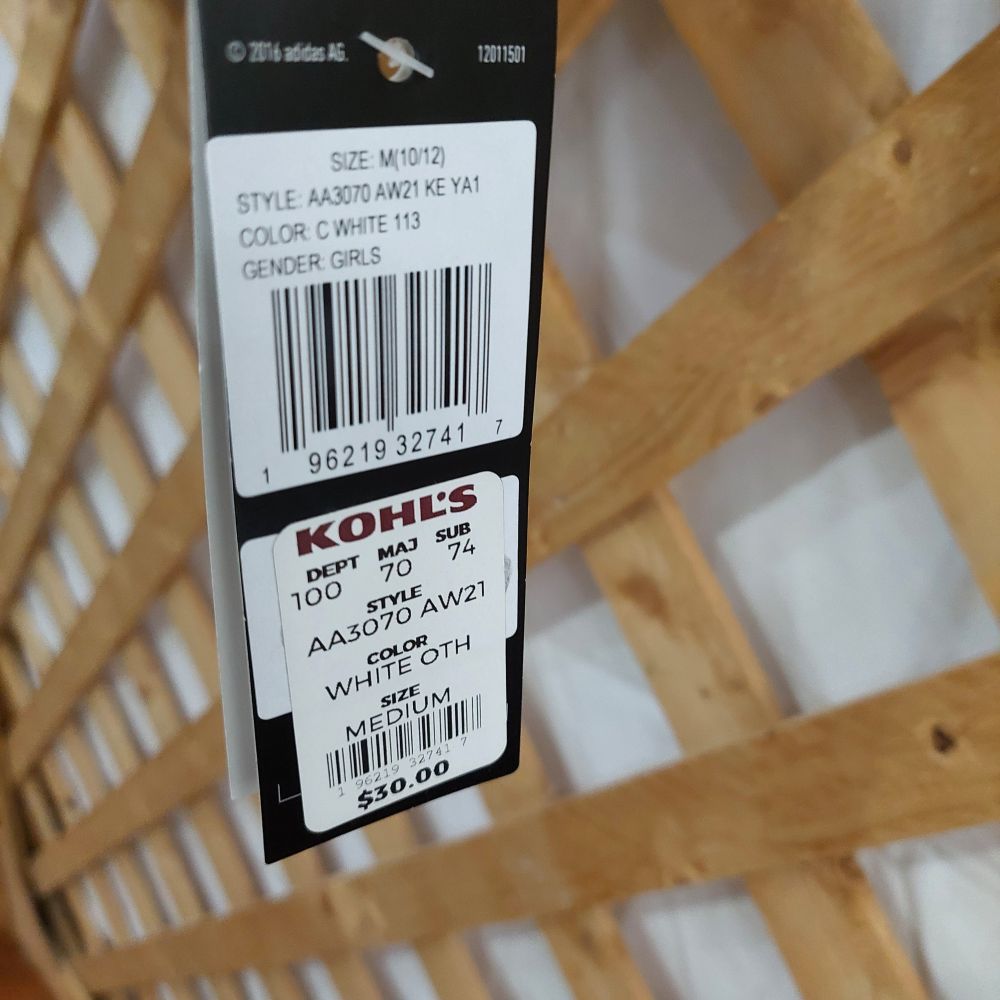 © 2016 adidas AG.
12011501
SIZE: M(10/12)
STYLE: AA3070 AW21 KE YA1
COLOR: C WHITE 113
GENDER: GIRLS
1 96219 32741 7
KOHL'S
DEPT MAJ SUB
100 70 74
STYLE
AA3070 AW21
COLOR
WHITE OTH
SIZE
MEDIUM
1 96219 32741 7
$30.00